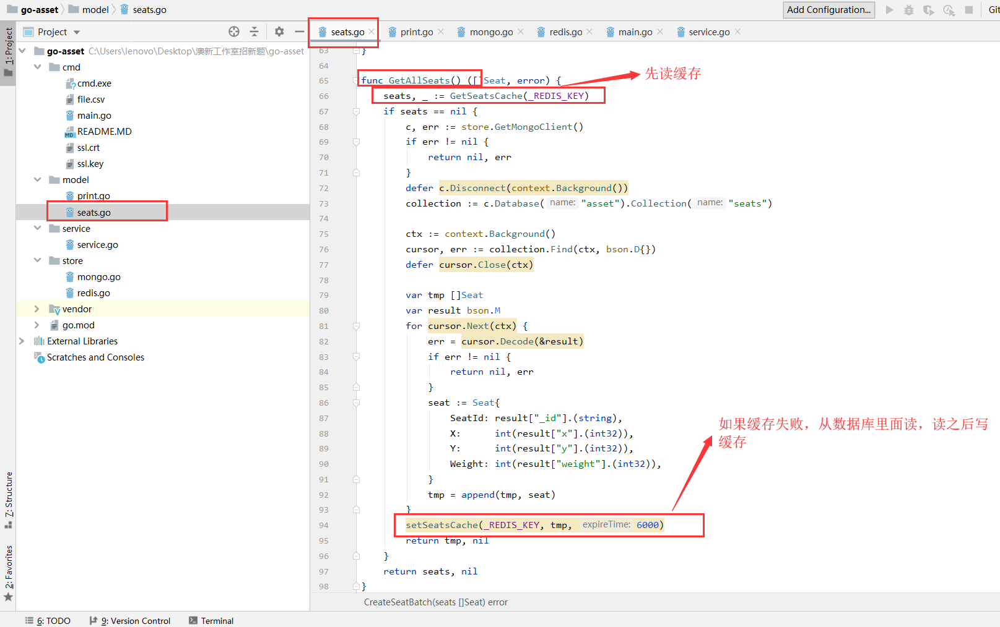 go-asset
model
seats.go
Add Configuration...
Git
1: Project
Project
seats.go
print.go
mongo.go
redis.go
main.go
service.go
go-asset C:\Users\lenovo\Desktop\澳新工作室招新题\go-asset
cmd
cmd.exe
file.csv
main.go
README.MD
ssl.crt
ssl.key
model
print.go
seats.go
service
service.go
store
mongo.go
redis.go
vendor
go.mod
External Libraries
Scratches and Consoles
7: Structure
2: Favorites
63 }
64
65 func GetAllSeats() ([]Seat, error) {
先读缓存
66 seats, _ := GetSeatsCache(_REDIS_KEY)
67 if seats == nil {
68 c, err := store.GetMongoClient()
69 if err != nil {
70 return nil, err
71 }
72 defer c.Disconnect(context.Background())
73 collection := c.Database( name: "asset").Collection( name: "seats")
74
75 ctx := context.Background()
76 cursor, err := collection.Find(ctx, bson.D{})
77 defer cursor.Close(ctx)
78
79 var tmp []Seat
80 var result bson.M
81 for cursor.Next(ctx) {
82 err = cursor.Decode(&result)
83 if err != nil {
84 return nil, err
85 }
86 seat := Seat{
87 SeatId: result["_id"].(string),
88 X: int(result["x"].(int32)),
89 Y: int(result["y"].(int32)),
90 Weight: int(result["weight"].(int32)),
91 }
92 tmp = append(tmp, seat)
93 }
如果缓存失败，从数据库里面读，读之后写
缓存
94 setSeatsCache(_REDIS_KEY, tmp, expireTime: 6000)
95 return tmp, nil
96 }
97 return seats, nil
98 }
CreateSeatBatch(seats []Seat) error
6: TODO
9: Version Control
Terminal